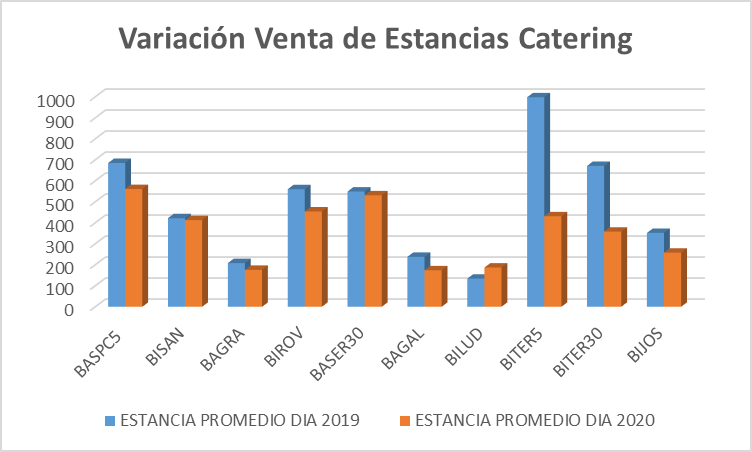 Variación Venta de Estancias Catering
1000
900
800
700
600
500
400
300
200
100
0
BASPC5
BISAN
BAGRA
BIROV
BASER30
BAGAL
BILUD
BITER5
BITER30
BIJOS
ESTANCIA PROMEDIO DIA 2019
ESTANCIA PROMEDIO DIA 2020